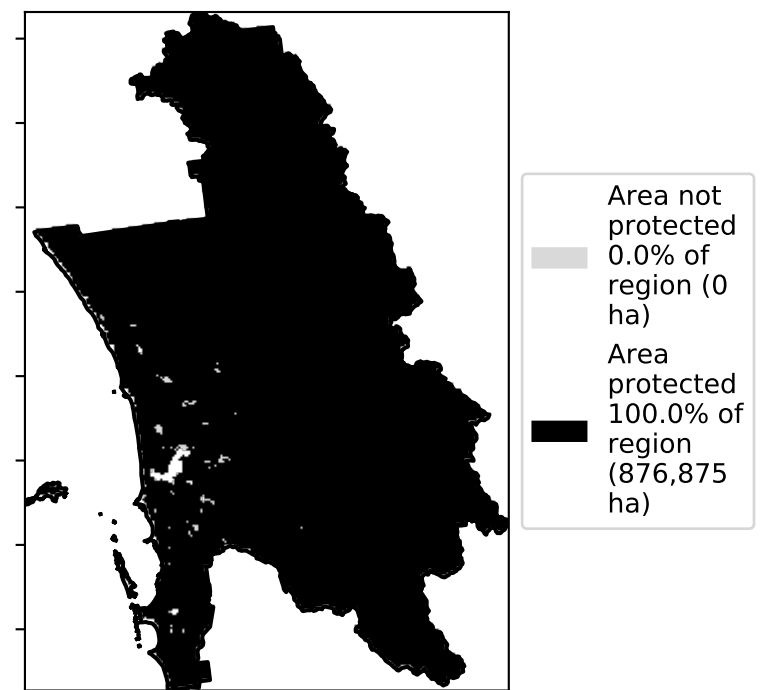 Area not
protected
0.0% of
region (0
ha)
Area
protected
100.0% of
region
(876,875
ha)